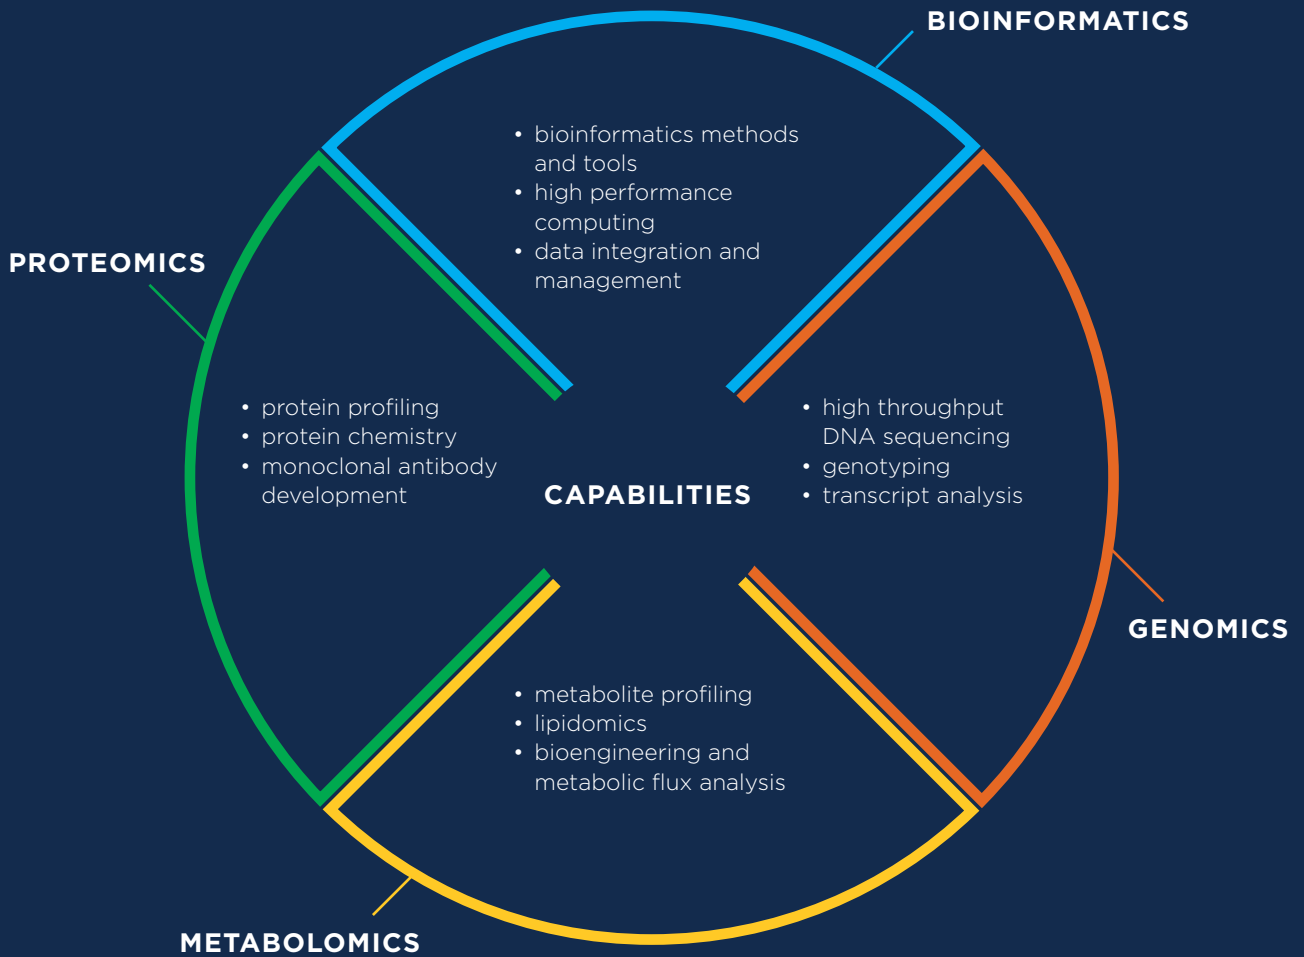 BIOINFORMATICS
• bioinformatics methods
and tools
• high performance
computing
• data integration and
management
PROTEOMICS
• protein profiling
• protein chemistry
• monoclonal antibody
development
CAPABILITIES
• high throughput
DNA sequencing
• genotyping
• transcript analysis
GENOMICS
• metabolite profiling
• lipidomics
• bioengineering and
metabolic flux analysis
METABOLOMICS